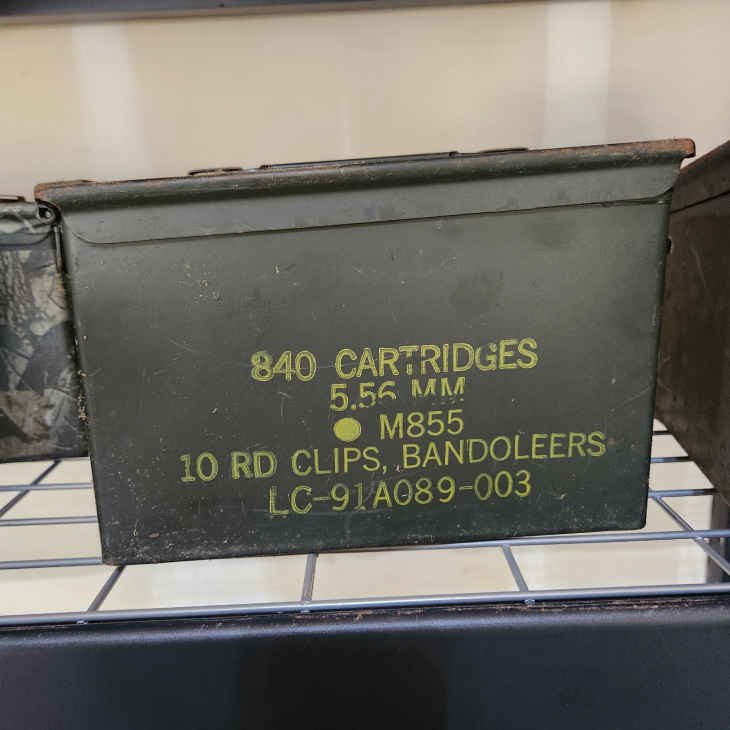 840 CARTRIDGES
5.56 MM
M855
10 RD CLIPS, BANDOLEERS
LC-91A089-003